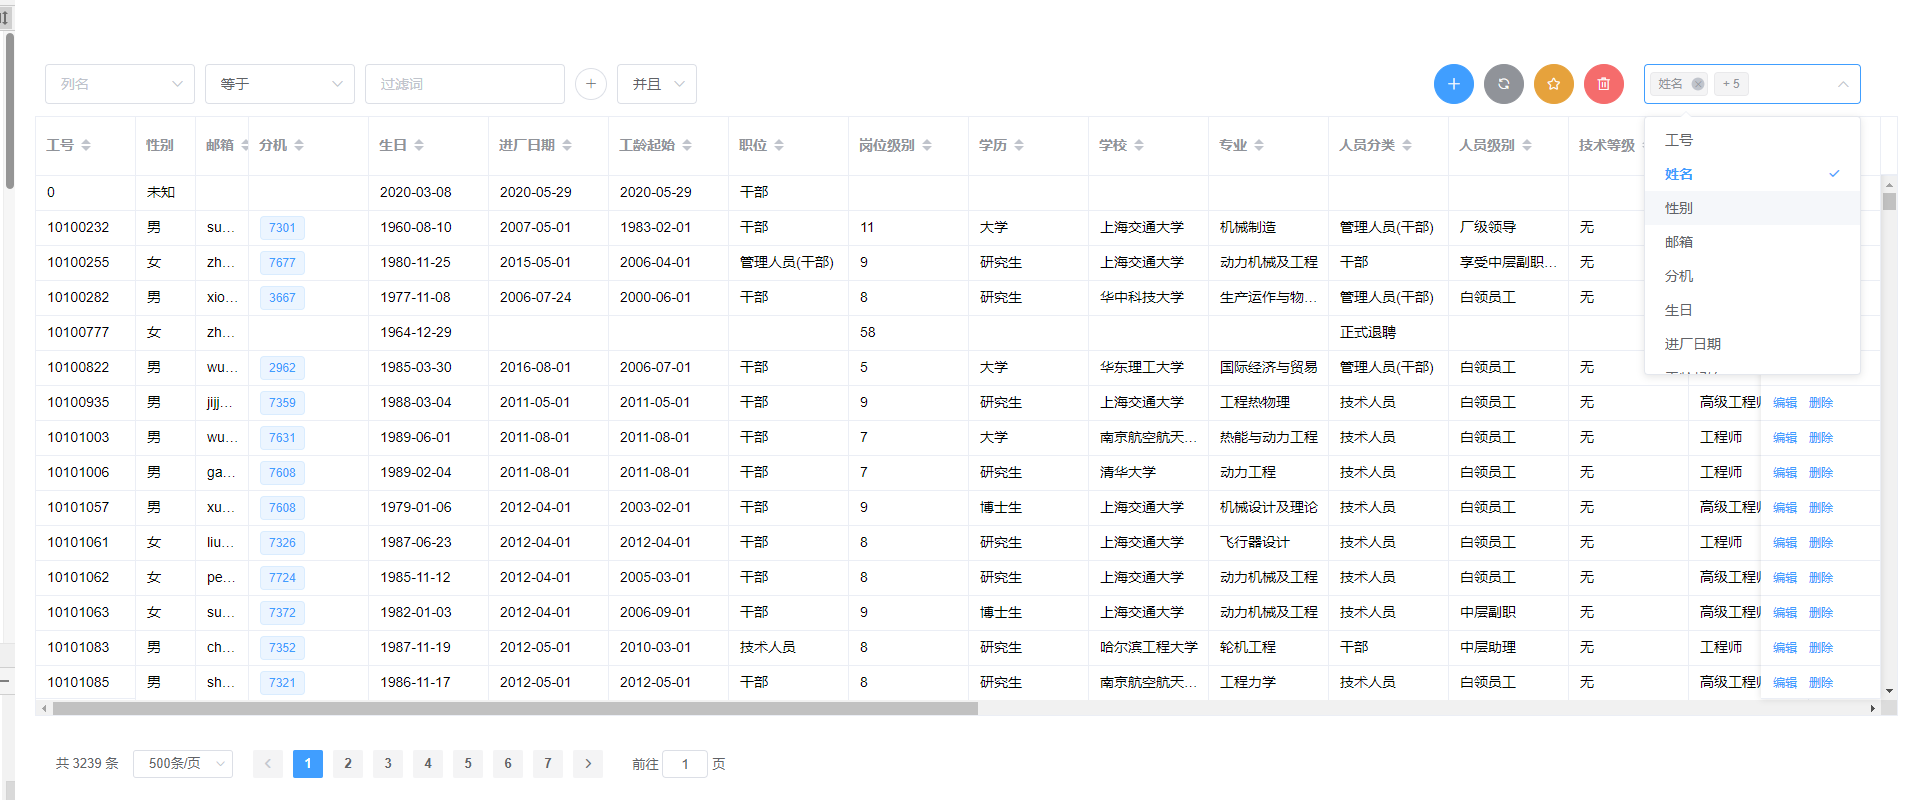 列名 等于 过滤词 并且 姓名 + 5
工号 性别 邮箱 分机 生日 进厂日期 工龄起始 职位 岗位级别 学历 学校 专业 人员分类 人员级别 技术等级
工号
姓名
性别
邮箱
分机
生日
进厂日期
0 未知 2020-03-08 2020-05-29 2020-05-29 干部
10100232 男 su... 7301 1960-08-10 2007-05-01 1983-02-01 干部 11 大学 上海交通大学 机械制造 管理人员(干部) 厂级领导 无
10100255 女 zh... 7677 1980-11-25 2015-05-01 2006-04-01 管理人员(干部) 9 研究生 上海交通大学 动力机械及工程 干部 享受中层副职... 无
10100282 男 xio... 3667 1977-11-08 2006-07-24 2000-06-01 干部 8 研究生 华中科技大学 生产运作与物... 管理人员(干部) 白领员工 无
10100777 女 zh... 1964-12-29 58 正式退聘
10100822 男 wu... 2962 1985-03-30 2016-08-01 2006-07-01 干部 5 大学 华东理工大学 国际经济与贸易 管理人员(干部) 白领员工 无
10100935 男 jijj... 7359 1988-03-04 2011-05-01 2011-05-01 干部 9 研究生 上海交通大学 工程热物理 技术人员 白领员工 无 高级工程师 编辑 删除
10101003 男 wu... 7631 1989-06-01 2011-08-01 2011-08-01 干部 7 大学 南京航空航天... 热能与动力工程 技术人员 白领员工 无 工程师 编辑 删除
10101006 男 ga... 7608 1989-02-04 2011-08-01 2011-08-01 干部 7 研究生 清华大学 动力工程 技术人员 白领员工 无 工程师 编辑 删除
10101057 男 xu... 7608 1979-01-06 2012-04-01 2003-02-01 干部 9 博士生 上海交通大学 机械设计及理论 技术人员 白领员工 无 高级工程师 编辑 删除
10101061 女 liu... 7326 1987-06-23 2012-04-01 2012-04-01 干部 8 研究生 上海交通大学 飞行器设计 技术人员 白领员工 无 工程师 编辑 删除
10101062 女 pe... 7724 1985-11-12 2012-04-01 2005-03-01 干部 8 研究生 上海交通大学 动力机械及工程 技术人员 白领员工 无 高级工程师 编辑 删除
10101063 女 su... 7372 1982-01-03 2012-04-01 2006-09-01 干部 9 博士生 上海交通大学 动力机械及工程 技术人员 中层副职 无 高级工程师 编辑 删除
10101083 男 ch... 7352 1987-11-19 2012-05-01 2010-03-01 技术人员 8 研究生 哈尔滨工程大学 轮机工程 干部 中层助理 无 工程师 编辑 删除
10101085 男 sh... 7321 1986-11-17 2012-05-01 2012-05-01 干部 8 研究生 南京航空航天... 工程力学 技术人员 白领员工 无 高级工程师 编辑 删除
共 3239 条 500条/页 1 2 3 4 5 6 7 前往 1 页